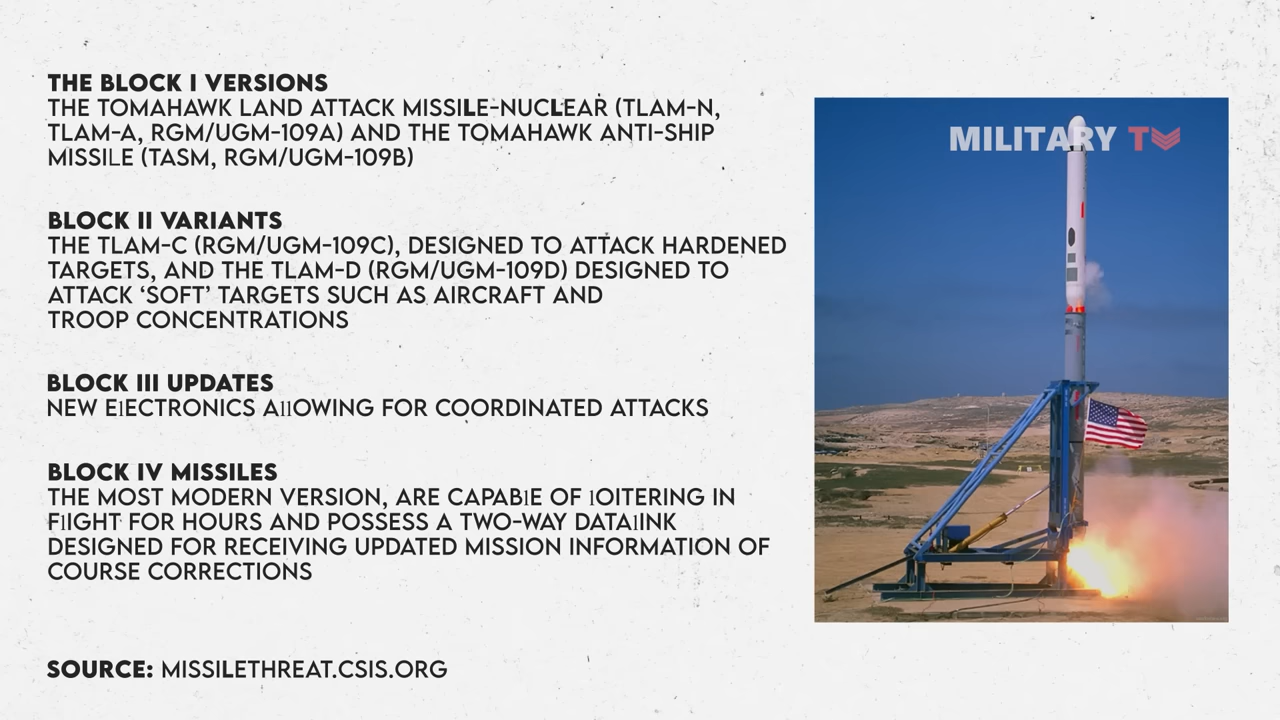 THE BLOCK I VERSIONS
THE TOMAHAWK LAND ATTACK MISSILE-NUCLEAR (TLAM-N,
TLAM-A, RGM/UGM-109A) AND THE TOMAHAWK ANTI-SHIP
MISSILE (TASM, RGM/UGM-109B)
BLOCK II VARIANTS
THE TLAM-C (RGM/UGM-109C), DESIGNED TO ATTACK HARDENED
TARGETS, AND THE TLAM-D (RGM/UGM-109D) DESIGNED TO
ATTACK ‘SOFT’ TARGETS SUCH AS AIRCRAFT AND
TROOP CONCENTRATIONS
BLOCK III UPDATES
NEW ElECTRONICS AllOWING FOR COORDINATED ATTACKS
BLOCK IV MISSILES
THE MOST MODERN VERSION, ARE CAPABlE OF lOITERING IN
FlIGHT FOR HOURS AND POSSESS A TWO-WAY DATAlINK
DESIGNED FOR RECEIVING UPDATED MISSION INFORMATION OF
COURSE CORRECTIONS
SOURCE: MISSILETHREAT.CSIS.ORG
MILITARY TV